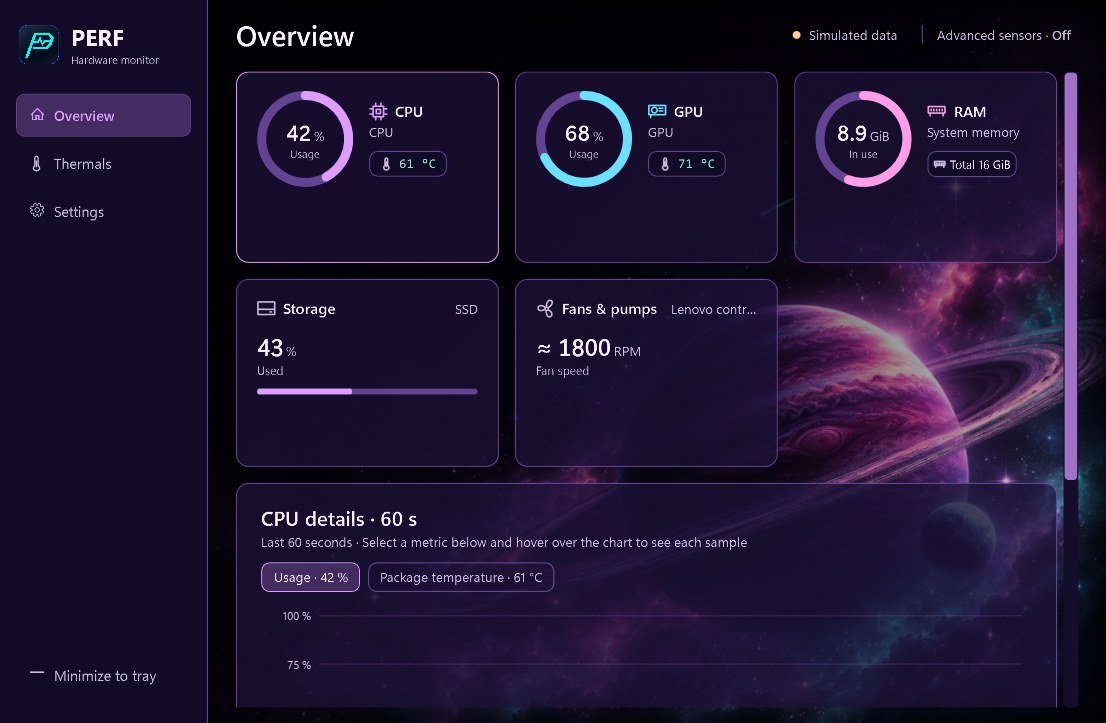 PERF
Hardware monitor
Overview
Thermals
Settings
Minimize to tray
Overview
Simulated data
Advanced sensors · Off
42 %
Usage
CPU
CPU
61 °C
68 %
Usage
GPU
GPU
71 °C
8.9 GiB
In use
RAM
System memory
Total 16 GiB
Storage
SSD
43 %
Used
Fans & pumps
Lenovo contr...
≈ 1800 RPM
Fan speed
CPU details · 60 s
Last 60 seconds · Select a metric below and hover over the chart to see each sample
Usage · 42 %
Package temperature · 61 °C
100 %
75 %